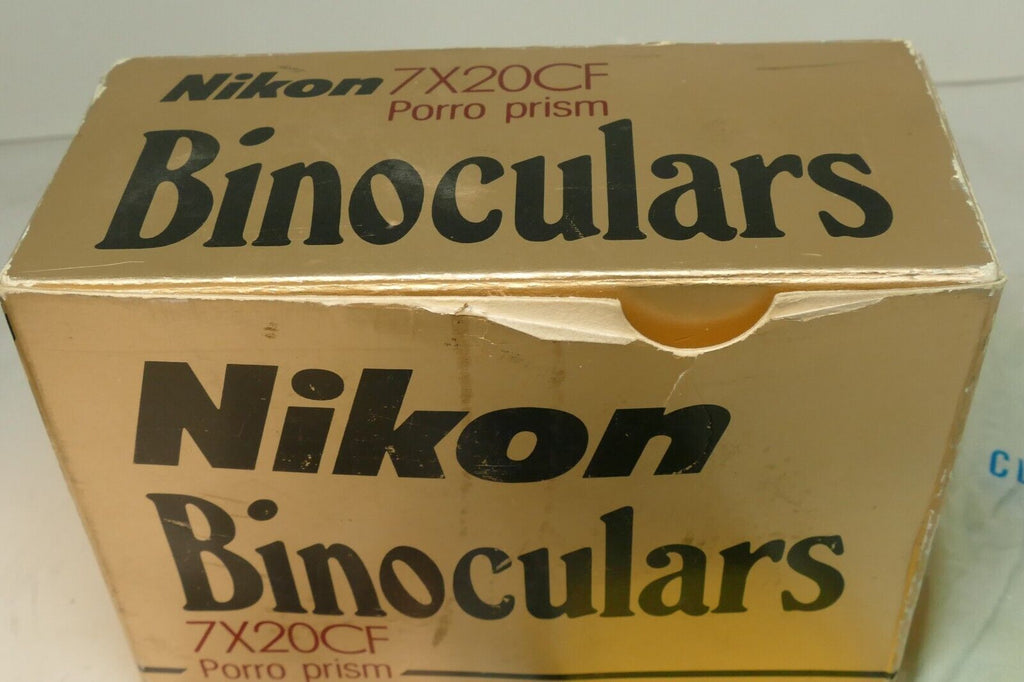 Nikon 7X20CF
Porro prism
Binoculars
Nikon
Binoculars
7X20CF
Porro prism